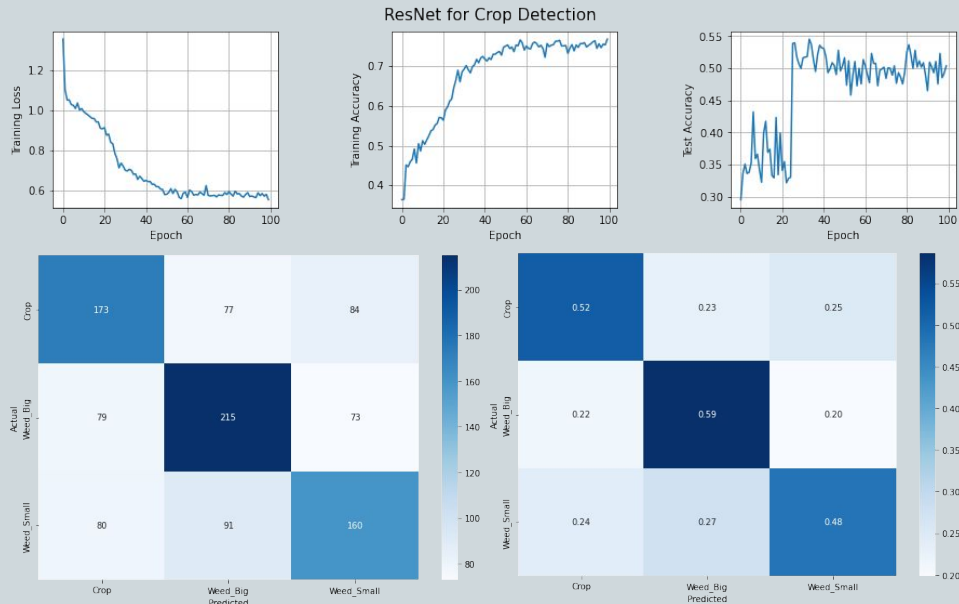 ResNet for Crop Detection
Training Loss
1.2
1.0
0.8
0.6
0 20 40 60 80 100
Epoch
Training Accuracy
0.7
0.6
0.5
0.4
0 20 40 60 80 100
Epoch
Test Accuracy
0.55
0.50
0.45
0.40
0.35
0.30
0 20 40 60 80 100
Epoch
Actual
Crop
173 77 84
Weed_Big
79 215 73
Weed_Small
80 91 160
Crop Weed_Big Weed_Small
Predicted
200
180
160
140
120
100
80
Actual
Crop
0.52 0.23 0.25
Weed_Big
0.22 0.59 0.20
Weed_Small
0.24 0.27 0.48
Crop Weed_Big Weed_Small
Predicted
0.55
0.50
0.45
0.40
0.35
0.30
0.25
0.20